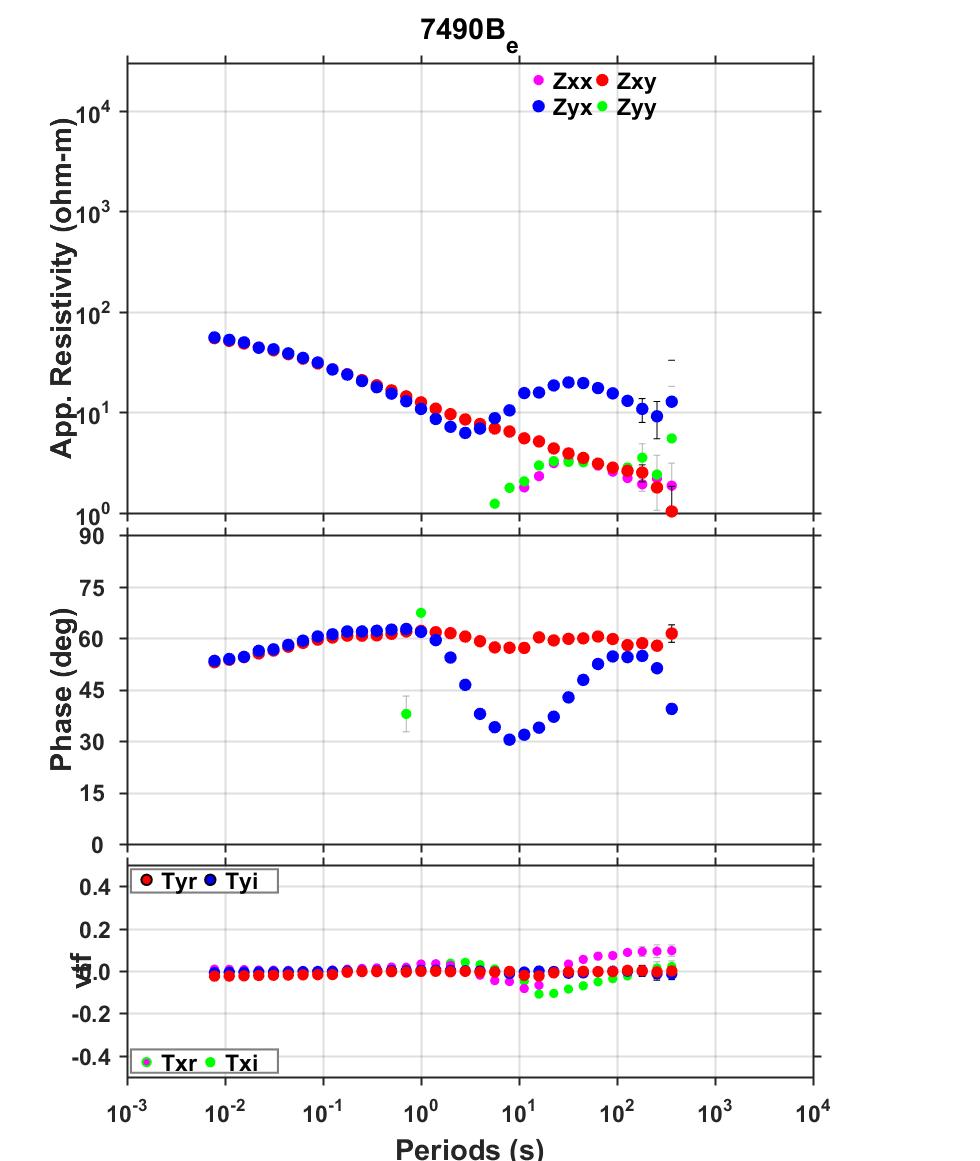 7490Be
Zxx Zxy
Zyx Zyy
App. Resistivity (ohm-m)
10^4
10^3
10^2
10^1
10^0
Phase (deg)
90
75
60
45
30
15
0
Tyr Tyi
vtf
0.4
0.2
0.0
-0.2
-0.4
Txr Txi
10^-3 10^-2 10^-1 10^0 10^1 10^2 10^3 10^4
Periods (s)